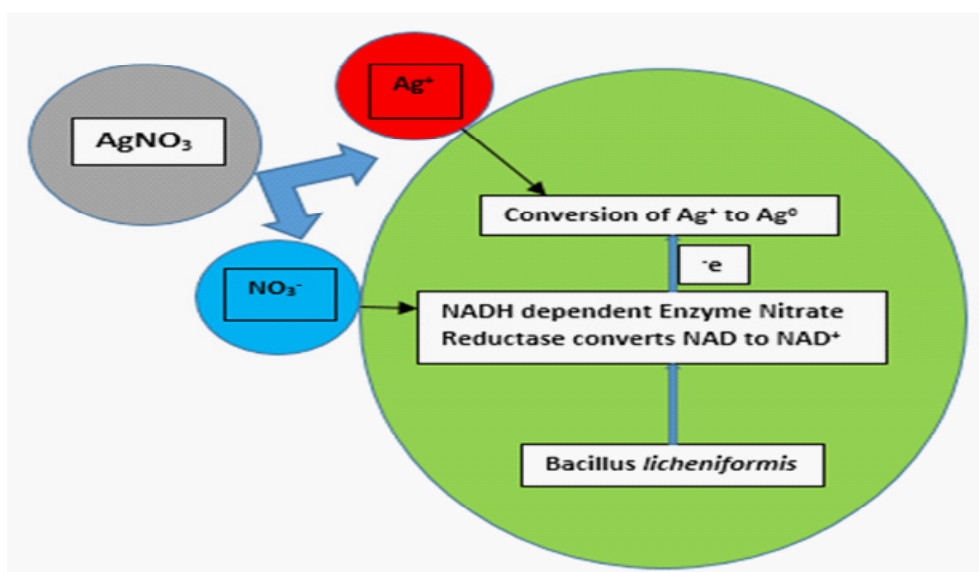 Ag⁺
AgNO₃
Conversion of Ag⁺ to Ag⁰
⁻e
NO₃⁻
NADH dependent Enzyme Nitrate
Reductase converts NAD to NAD⁺
Bacillus licheniformis